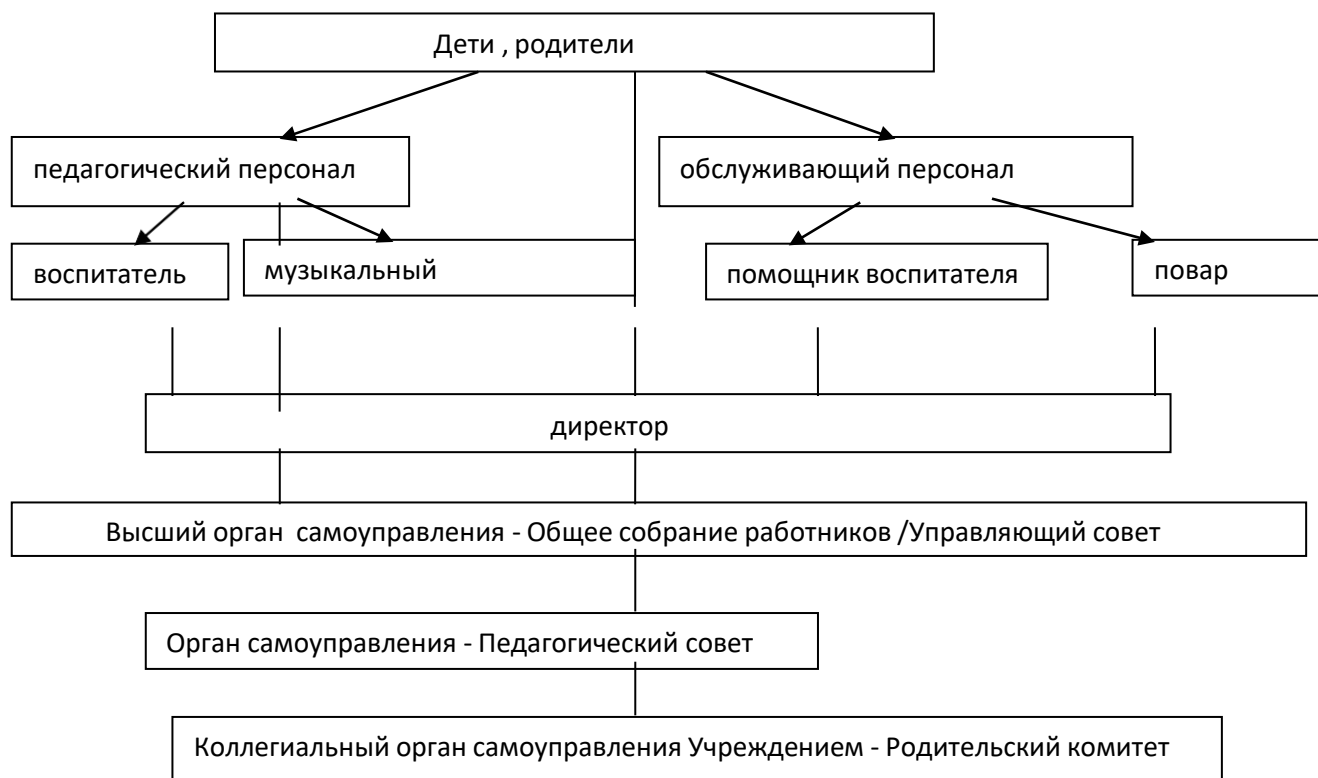 Дети , родители
педагогический персонал
обслуживающий персонал
воспитатель
музыкальный
помощник воспитателя
повар
директор
Высший орган  самоуправления - Общее собрание работников /Управляющий совет
Орган самоуправления - Педагогический совет
Коллегиальный орган самоуправления Учреждением - Родительский комитет